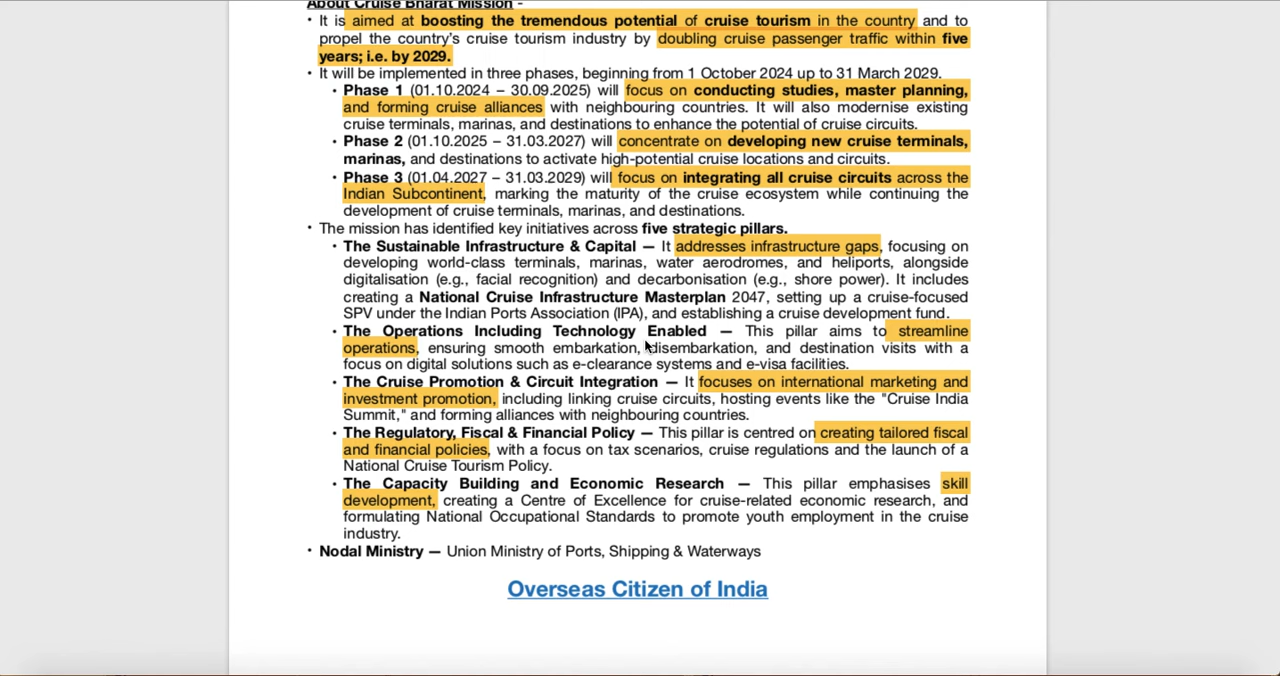 About Cruise Bharat Mission -
• It is aimed at boosting the tremendous potential of cruise tourism in the country and to
propel the country's cruise tourism industry by doubling cruise passenger traffic within five
years; i.e. by 2029.
• It will be implemented in three phases, beginning from 1 October 2024 up to 31 March 2029.
• Phase 1 (01.10.2024 – 30.09.2025) will focus on conducting studies, master planning,
and forming cruise alliances with neighbouring countries. It will also modernise existing
cruise terminals, marinas, and destinations to enhance the potential of cruise circuits.
• Phase 2 (01.10.2025 – 31.03.2027) will concentrate on developing new cruise terminals,
marinas, and destinations to activate high-potential cruise locations and circuits.
• Phase 3 (01.04.2027 – 31.03.2029) will focus on integrating all cruise circuits across the
Indian Subcontinent, marking the maturity of the cruise ecosystem while continuing the
development of cruise terminals, marinas, and destinations.
• The mission has identified key initiatives across five strategic pillars.
• The Sustainable Infrastructure & Capital — It addresses infrastructure gaps, focusing on
developing world-class terminals, marinas, water aerodromes, and heliports, alongside
digitalisation (e.g., facial recognition) and decarbonisation (e.g., shore power). It includes
creating a National Cruise Infrastructure Masterplan 2047, setting up a cruise-focused
SPV under the Indian Ports Association (IPA), and establishing a cruise development fund.
• The Operations Including Technology Enabled — This pillar aims to streamline
operations, ensuring smooth embarkation, disembarkation, and destination visits with a
focus on digital solutions such as e-clearance systems and e-visa facilities.
• The Cruise Promotion & Circuit Integration — It focuses on international marketing and
investment promotion, including linking cruise circuits, hosting events like the "Cruise India
Summit," and forming alliances with neighbouring countries.
• The Regulatory, Fiscal & Financial Policy — This pillar is centred on creating tailored fiscal
and financial policies, with a focus on tax scenarios, cruise regulations and the launch of a
National Cruise Tourism Policy.
• The Capacity Building and Economic Research — This pillar emphasises skill
development, creating a Centre of Excellence for cruise-related economic research, and
formulating National Occupational Standards to promote youth employment in the cruise
industry.
• Nodal Ministry — Union Ministry of Ports, Shipping & Waterways
Overseas Citizen of India